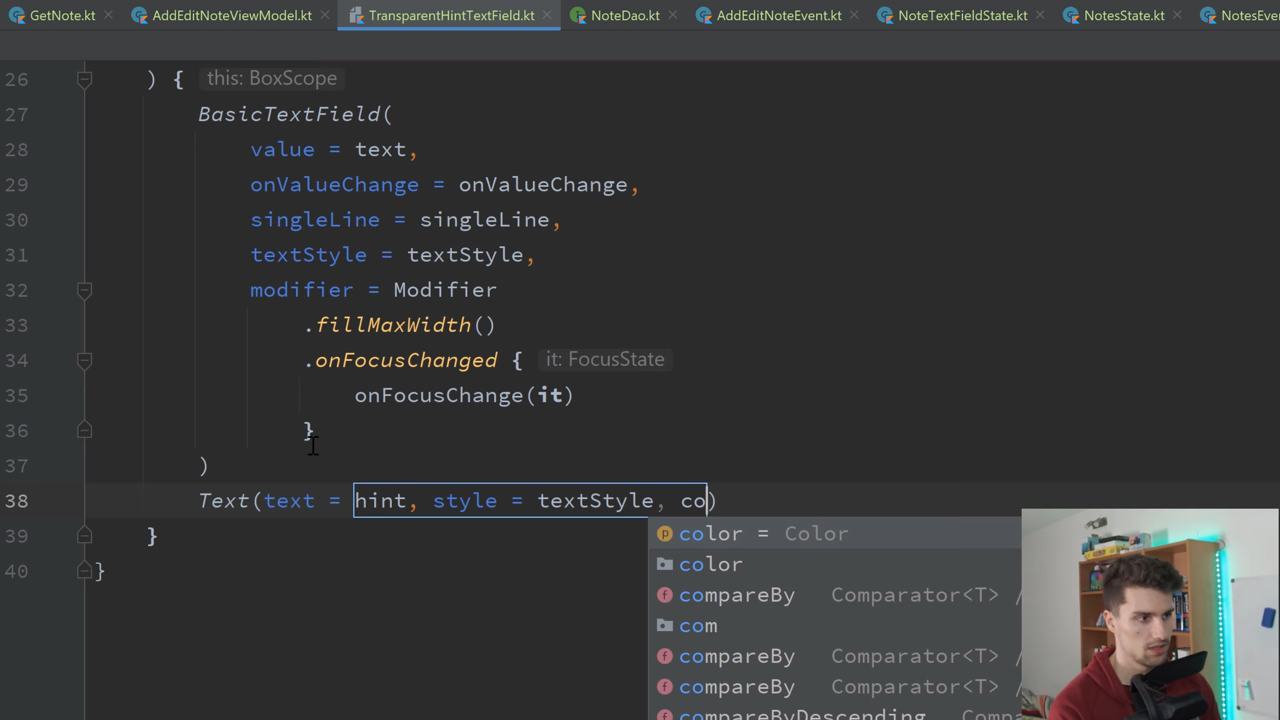 GetNote.kt AddEditNoteViewModel.kt TransparentHintTextField.kt NoteDao.kt AddEditNoteEvent.kt NoteTextFieldState.kt NotesState.kt NotesEve
26 ) { this: BoxScope
27 BasicTextField(
28 value = text,
29 onValueChange = onValueChange,
30 singleLine = singleLine,
31 textStyle = textStyle,
32 modifier = Modifier
33 .fillMaxWidth()
34 .onFocusChanged { it: FocusState
35 onFocusChange(it)
36 }
37 )
38 Text(text = hint, style = textStyle, co)
39 }
40 }
p color = Color
color
f compareBy Comparator<T> /
com
f compareBy Comparator<T> /
f compareBy Comparator<T> /
f compareByDescending Comp